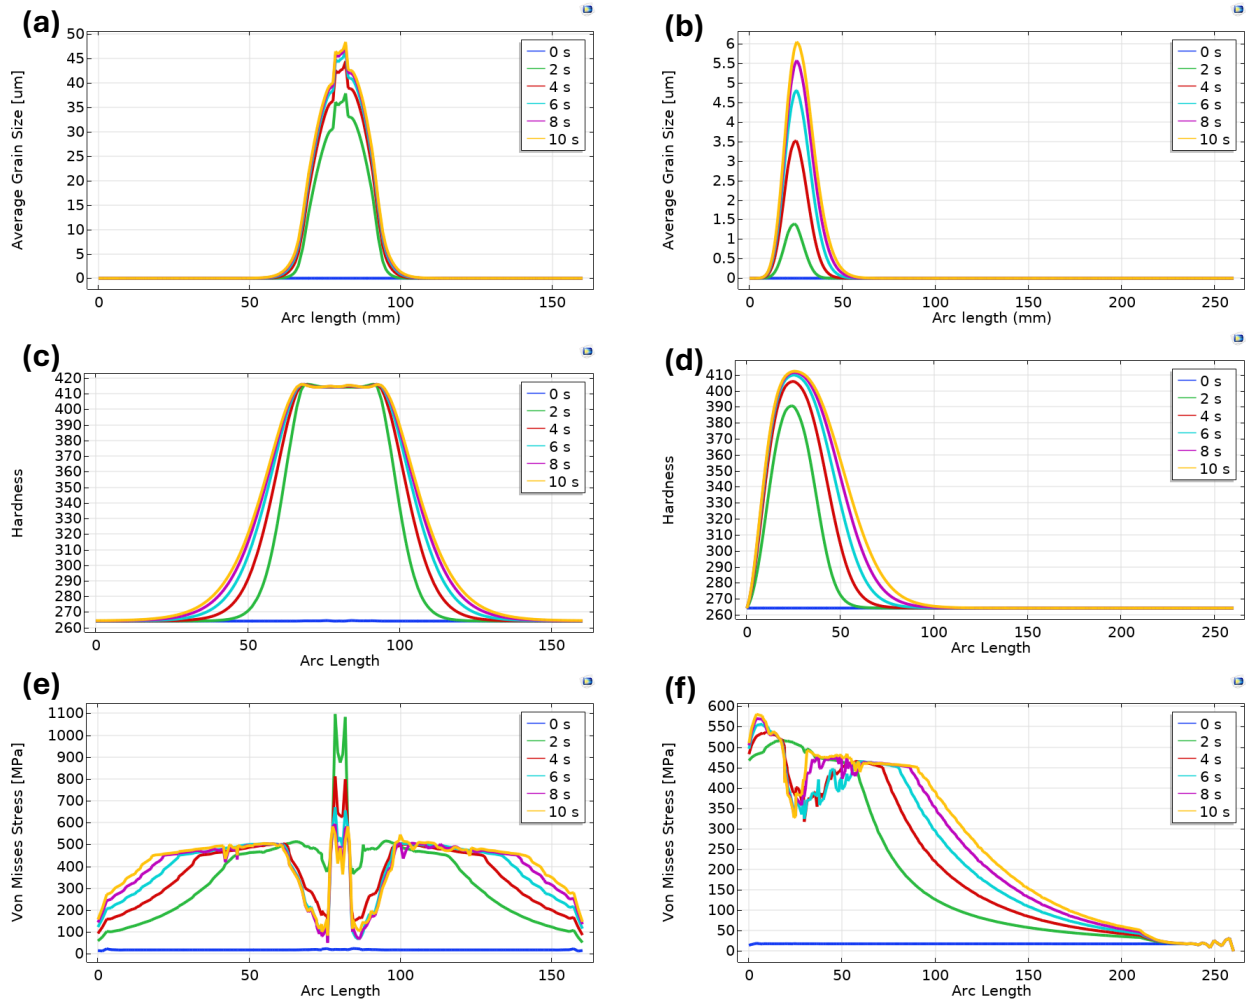 (a)
50
45
40
35
30
25
20
15
10
5
0
Average Grain Size [um]
0 50 100 150
Arc length (mm)
0 s
2 s
4 s
6 s
8 s
10 s
(b)
6
5.5
5
4.5
4
3.5
3
2.5
2
1.5
1
0.5
0
Average Grain Size [um]
0 50 100 150 200 250
Arc length (mm)
0 s
2 s
4 s
6 s
8 s
10 s
(c)
420
410
400
390
380
370
360
350
340
330
320
310
300
290
280
270
260
Hardness
0 50 100 150
Arc Length
0 s
2 s
4 s
6 s
8 s
10 s
(d)
410
400
390
380
370
360
350
340
330
320
310
300
290
280
270
260
Hardness
0 50 100 150 200 250
Arc Length
0 s
2 s
4 s
6 s
8 s
10 s
(e)
1100
1000
900
800
700
600
500
400
300
200
100
0
Von Misses Stress [MPa]
0 50 100 150
Arc Length
0 s
2 s
4 s
6 s
8 s
10 s
(f)
600
550
500
450
400
350
300
250
200
150
100
50
0
Von Misses Stress [MPa]
0 50 100 150 200 250
Arc Length
0 s
2 s
4 s
6 s
8 s
10 s